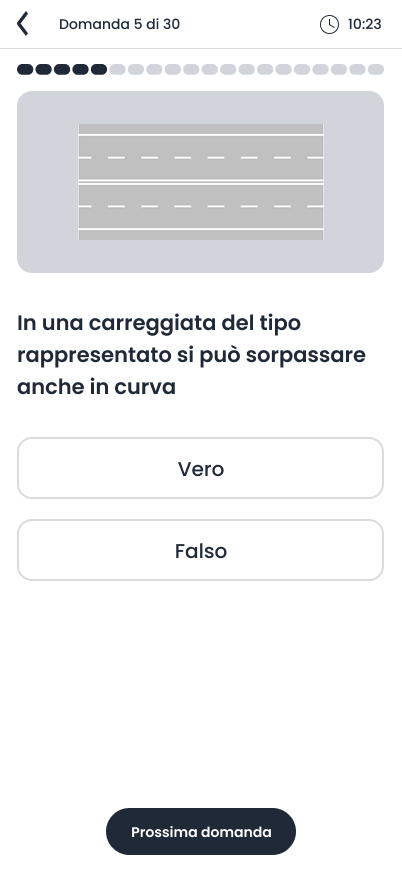 Domanda 5 di 30
10:23
In una carreggiata del tipo
rappresentato si può sorpassare
anche in curva
Vero
Falso
Prossima domanda